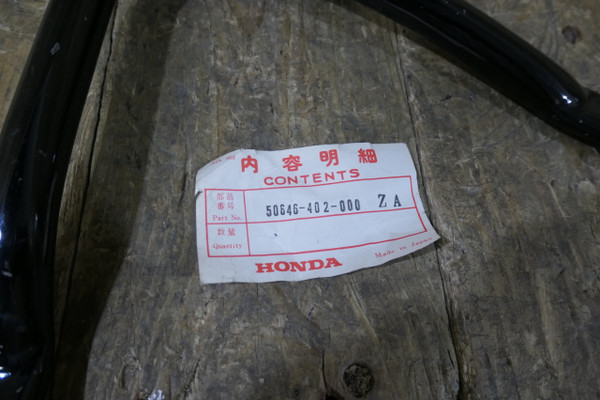 内容明細
CONTENTS
部品
番号
Part No.
50646-402-000 ZA
数量
Quantity
HONDA
Made in Japan